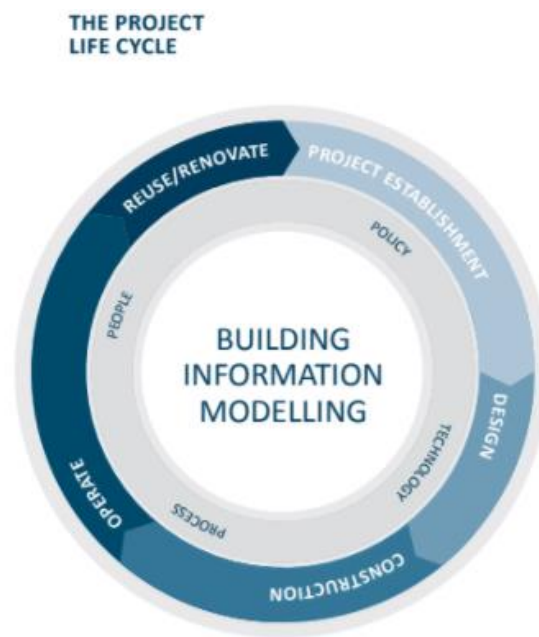 THE PROJECT
LIFE CYCLE
REUSE/RENOVATE
PROJECT ESTABLISHMENT
POLICY
PEOPLE
BUILDING
INFORMATION
MODELLING
DESIGN
TECHNOLOGY
OPERATE
PROCESS
CONSTRUCTION